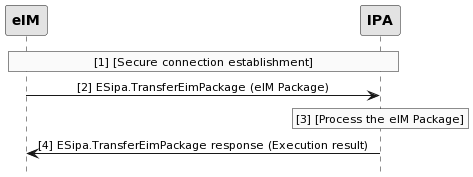 eIM
IPA
[1] [Secure connection establishment]
[2] ESipa.TransferEimPackage (eIM Package)
[3] [Process the eIM Package]
[4] ESipa.TransferEimPackage response (Execution result)